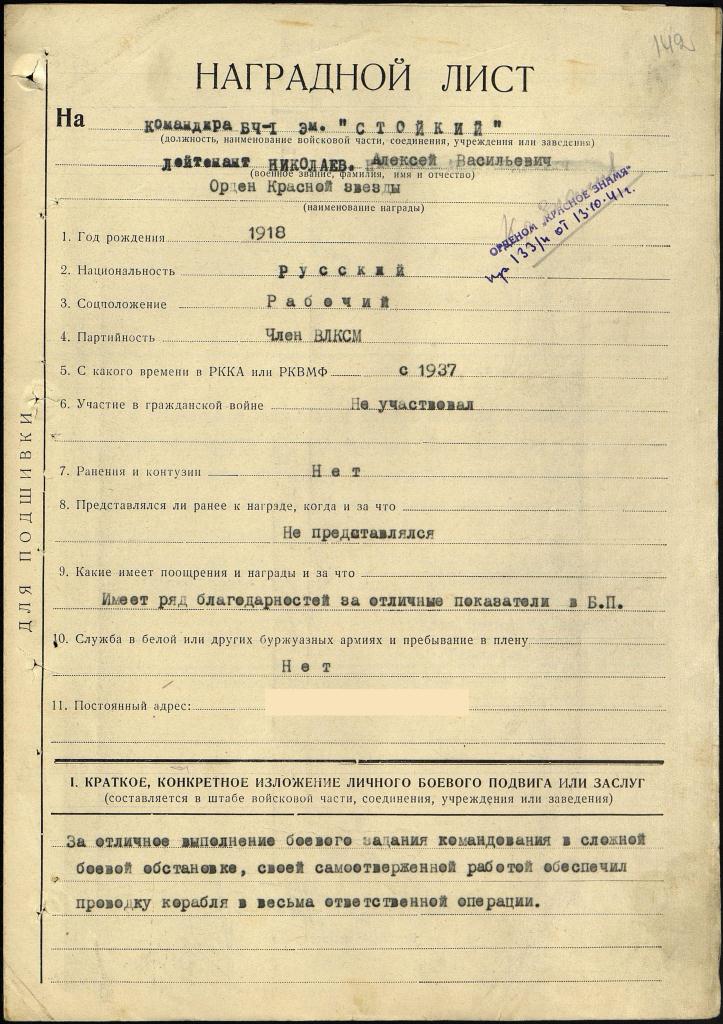 142
НАГРАДНОЙ ЛИСТ
На командира БЧ-1 эм. "СТОЙКИЙ"
(должность, наименование войсковой части, соединения, учреждения или заведения)
лейтенант НИКОЛАЕВ. Алексей Васильевич
(военное звание, фамилия, имя и отчество)
Орден Красной звезды
(наименование награды)
ОРДЕНОМ „КРАСНОЕ ЗНАМЯ"
пр 133/н от 13.10.41г.
1. Год рождения 1918
2. Национальность Русский
3. Соцположение Рабочий
4. Партийность Член ВЛКСМ
5. С какого времени в РККА или РКВМФ с 1937
6. Участие в гражданской войне Не участвовал
7. Ранения и контузии Нет
8. Представлялся ли ранее к награде, когда и за что
Не представлялся
9. Какие имеет поощрения и награды и за что
Имеет ряд благодарностей за отличные показатели в Б.П.
10. Служба в белой или других буржуазных армиях и пребывание в плену
Нет
11. Постоянный адрес:
ДЛЯ ПОДШИВКИ
I. КРАТКОЕ, КОНКРЕТНОЕ ИЗЛОЖЕНИЕ ЛИЧНОГО БОЕВОГО ПОДВИГА ИЛИ ЗАСЛУГ
(составляется в штабе войсковой части, соединения, учреждения или заведения)
За отличное выполнение боевого задания командования в сложной
боевой обстановке, своей самоотверженной работой обеспечил
проводку корабля в весьма ответственной операции.